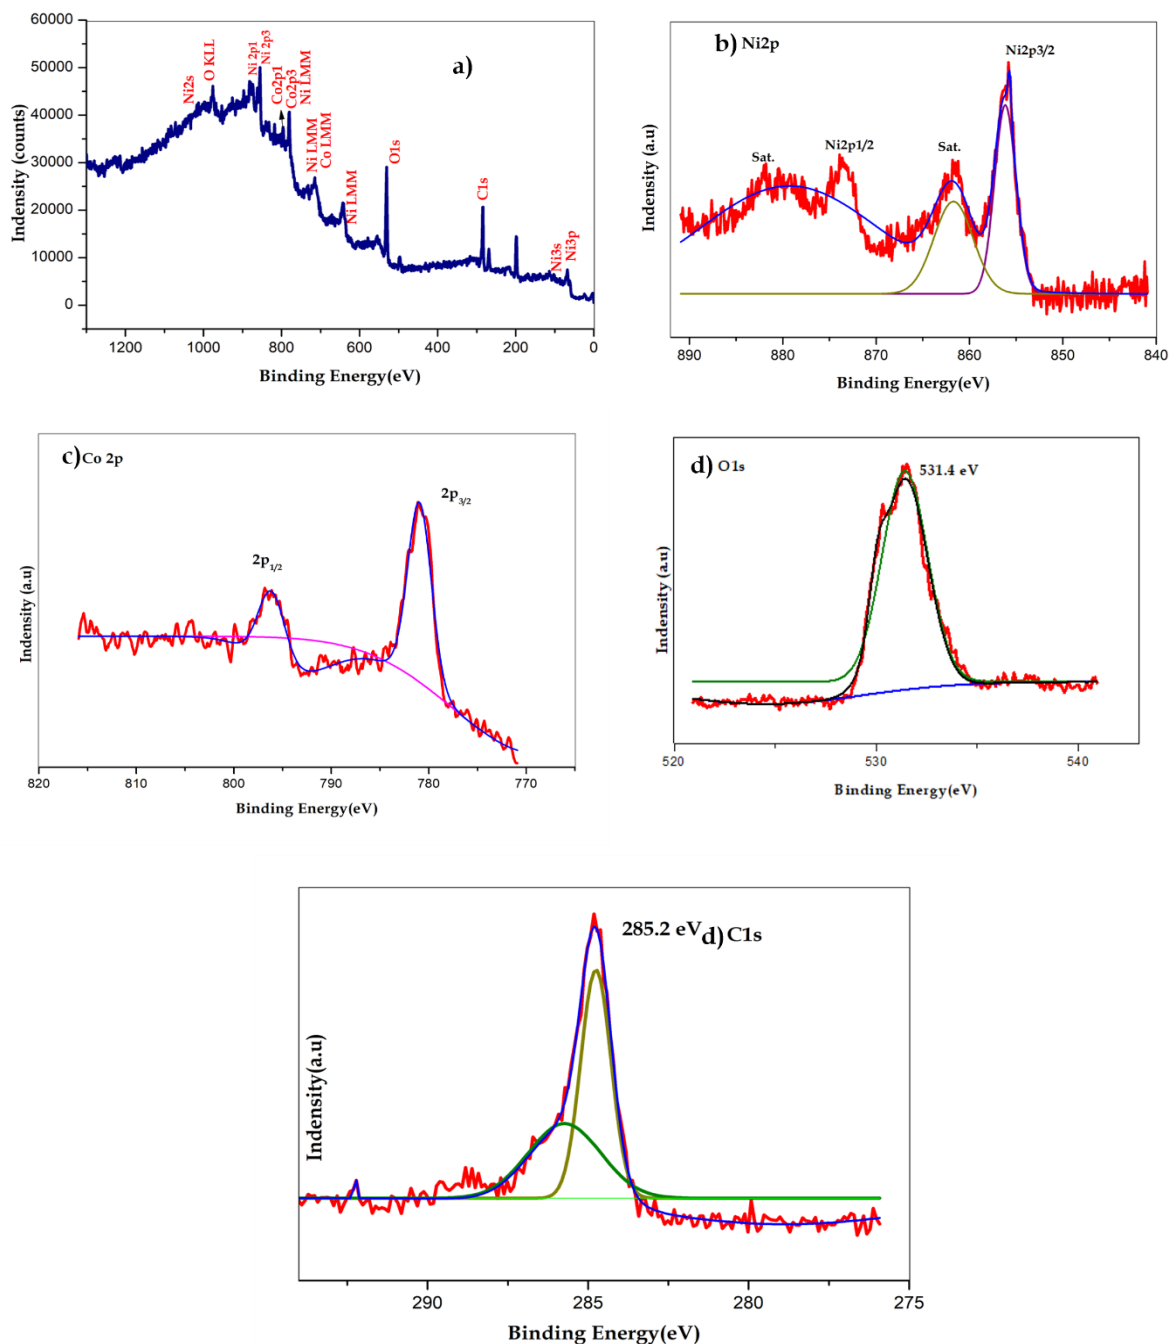 a)
60000
50000
40000
30000
20000
10000
0
Indensity (counts)
Ni2s
O KLL
Ni 2p1
Ni 2p3
Co2p1
Co2p3
Ni LMM
Ni LMM
Co LMM
Ni LMM
O1s
C1s
Ni3s
Ni3p
1200 1000 800 600 400 200 0
Binding Energy(eV)
b) Ni2p
Ni2p3/2
Sat.
Ni2p1/2
Sat.
Indensity (a.u)
890 880 870 860 850 840
Binding Energy(eV)
c) Co 2p
2p3/2
2p1/2
Indensity (a.u)
820 810 800 790 780 770
Binding Energy(eV)
d) O1s
531.4 eV
Indensity (a.u)
520 530 540
Binding Energy(eV)
285.2 eV d) C1s
Indensity(a.u)
290 285 280 275
Binding Energy(eV)